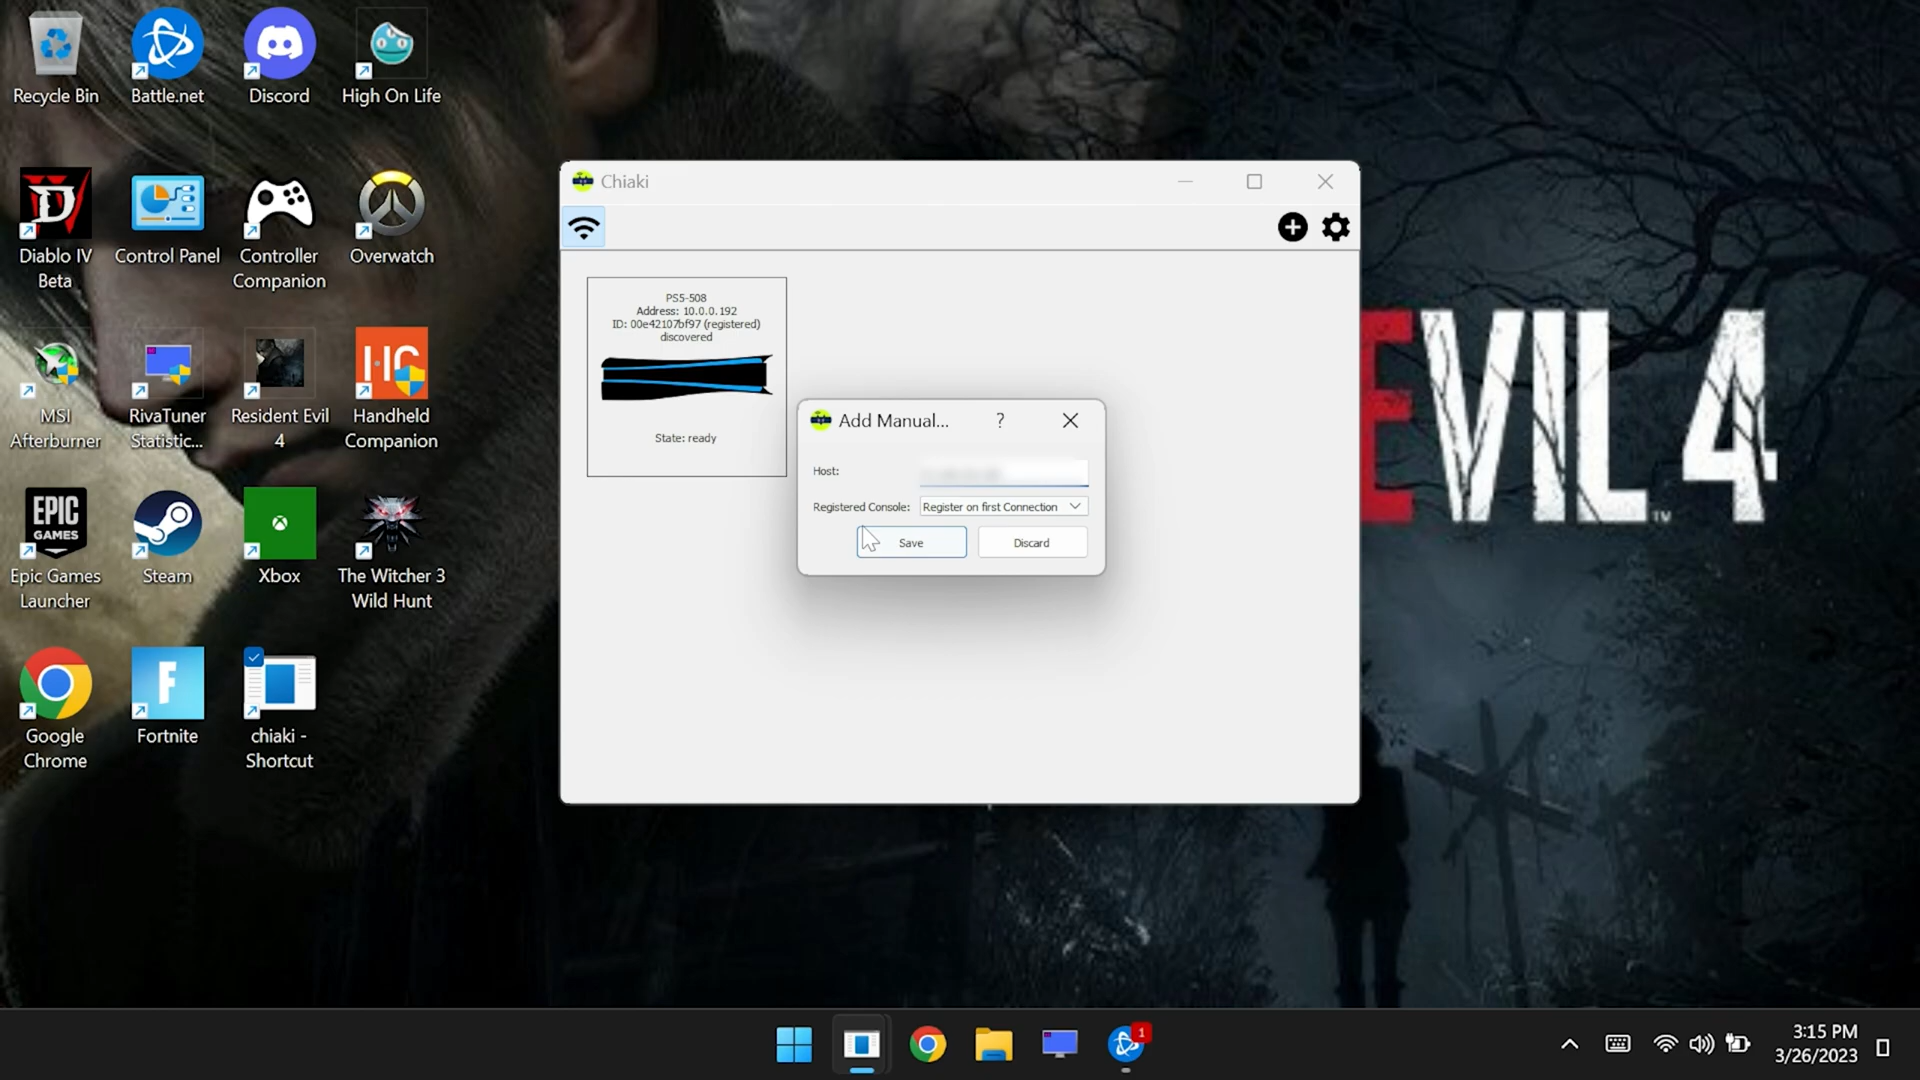 Recycle Bin
Battle.net
Discord
High On Life
Diablo IV
Beta
Control Panel
Controller
Companion
Overwatch
MSI
Afterburner
RivaTuner
Statistic...
Resident Evil
4
HC
Handheld
Companion
EPIC
GAMES
Epic Games
Launcher
Steam
Xbox
The Witcher 3
Wild Hunt
Google
Chrome
F
Fortnite
chiaki -
Shortcut
Chiaki
PS5-508
Address: 10.0.0.192
ID: 00e42107bf97 (registered)
discovered
State: ready
Add Manual...
?
Host:
Registered Console: Register on first Connection
Save
Discard
EVIL 4
TM
1
3:15 PM
3/26/2023